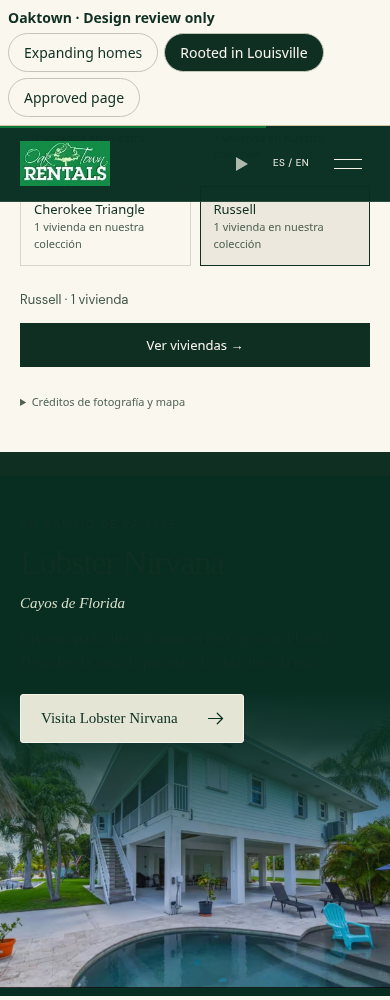 Oaktown · Design review only
Expanding homes
Rooted in Louisville
Approved page
Oak Town
RENTALS
ES / EN
Cherokee Triangle
1 vivienda en nuestra
colección
Russell
1 vivienda en nuestra
colección
Russell · 1 vivienda
Ver viviendas →
Créditos de fotografía y mapa
Lobster Nirvana
Cayos de Florida
Visita Lobster Nirvana →